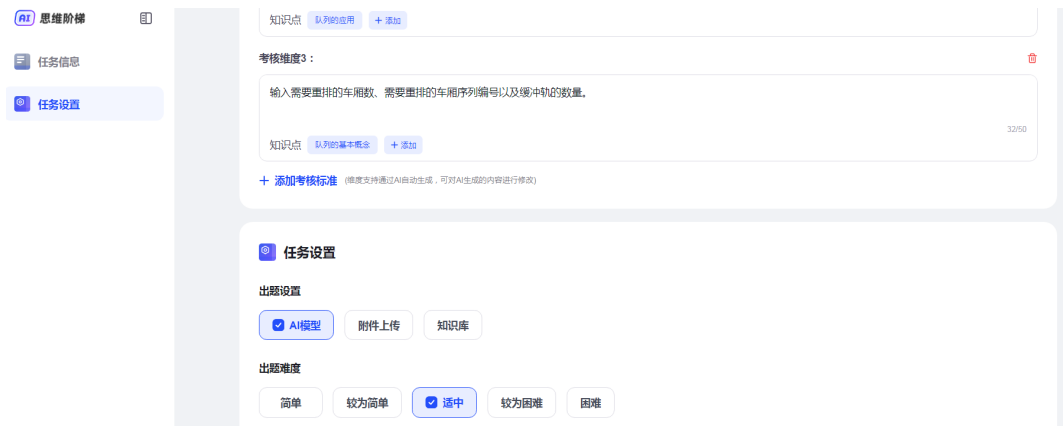 AI 思维阶梯
任务信息
任务设置
知识点 队列的应用 + 添加
考核维度3：
输入需要重排的车厢数、需要重排的车厢序列编号以及缓冲轨的数量。
32/50
知识点 队列的基本概念 + 添加
+ 添加考核标准 (维度支持通过AI自动生成，可对AI生成的内容进行修改)
任务设置
出题设置
AI模型 附件上传 知识库
出题难度
简单 较为简单 适中 较为困难 困难